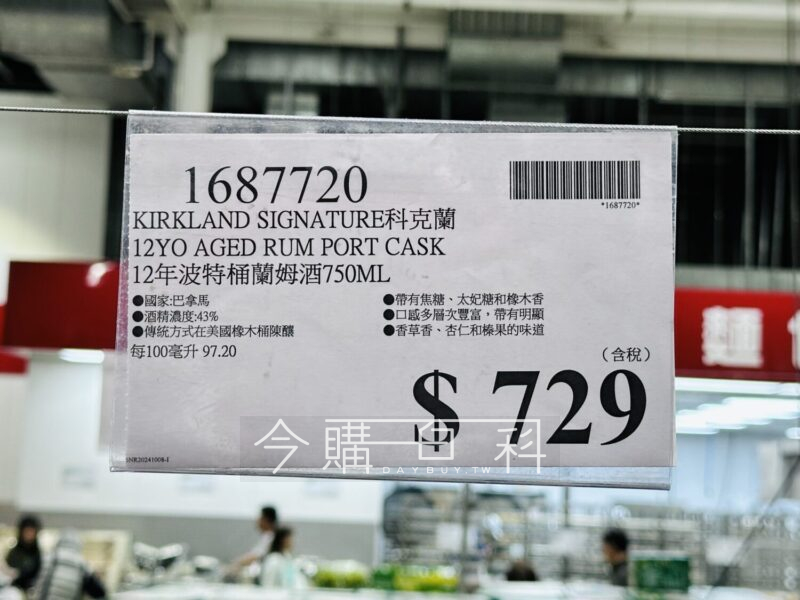 1687720
*1687720*
KIRKLAND SIGNATURE科克蘭
12YO AGED RUM PORT CASK
12年波特桶蘭姆酒750ML
●國家:巴拿馬
●酒精濃度:43%
●傳統方式在美國橡木桶陳釀
●帶有焦糖、太妃糖和橡木香
●口感多層次豐富，帶有明顯
●香草香、杏仁和榛果的味道
每100毫升 97.20
（含稅）
$ 729
今購百科
DAYBUY.TW
SNR20241008-1
麵